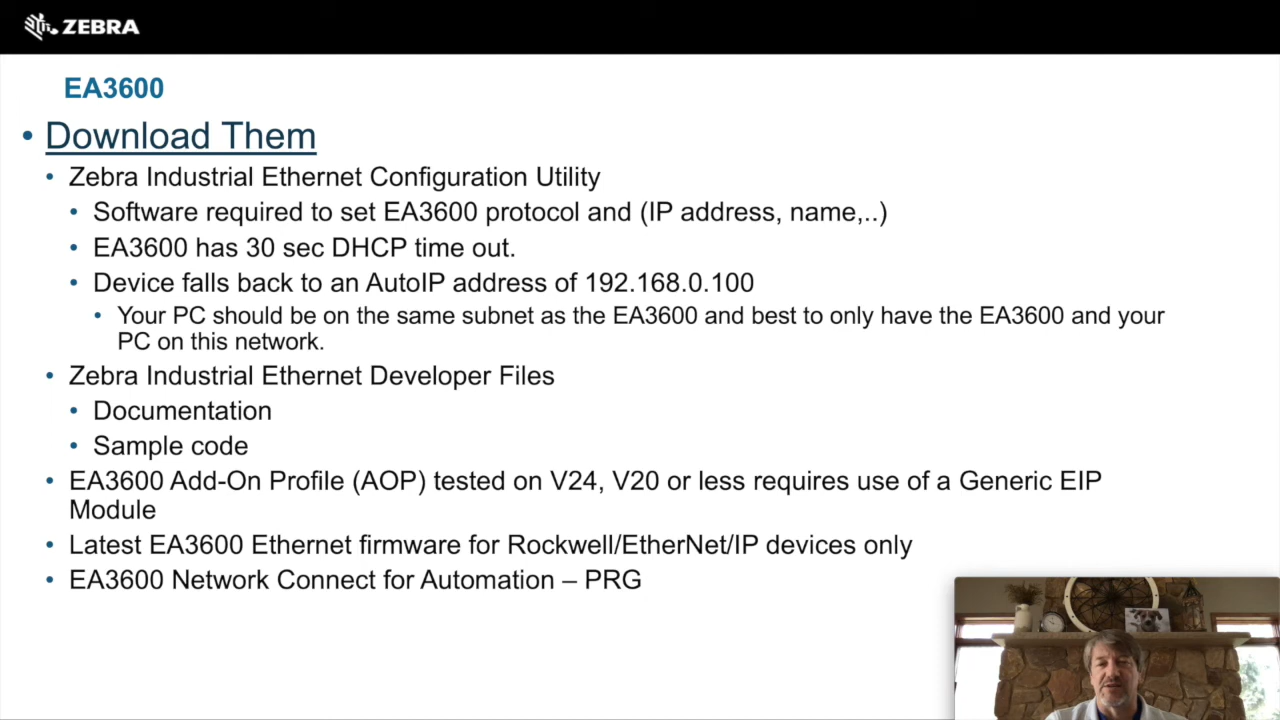 ZEBRA
EA3600
• Download Them
• Zebra Industrial Ethernet Configuration Utility
• Software required to set EA3600 protocol and (IP address, name,..)
• EA3600 has 30 sec DHCP time out.
• Device falls back to an AutoIP address of 192.168.0.100
• Your PC should be on the same subnet as the EA3600 and best to only have the EA3600 and your
PC on this network.
• Zebra Industrial Ethernet Developer Files
• Documentation
• Sample code
• EA3600 Add-On Profile (AOP) tested on V24, V20 or less requires use of a Generic EIP
Module
• Latest EA3600 Ethernet firmware for Rockwell/EtherNet/IP devices only
• EA3600 Network Connect for Automation – PRG